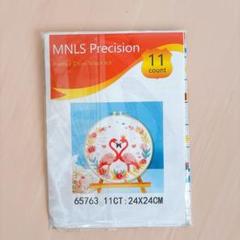 MNLS Precision
11
count
65763 11CT:24X24CM